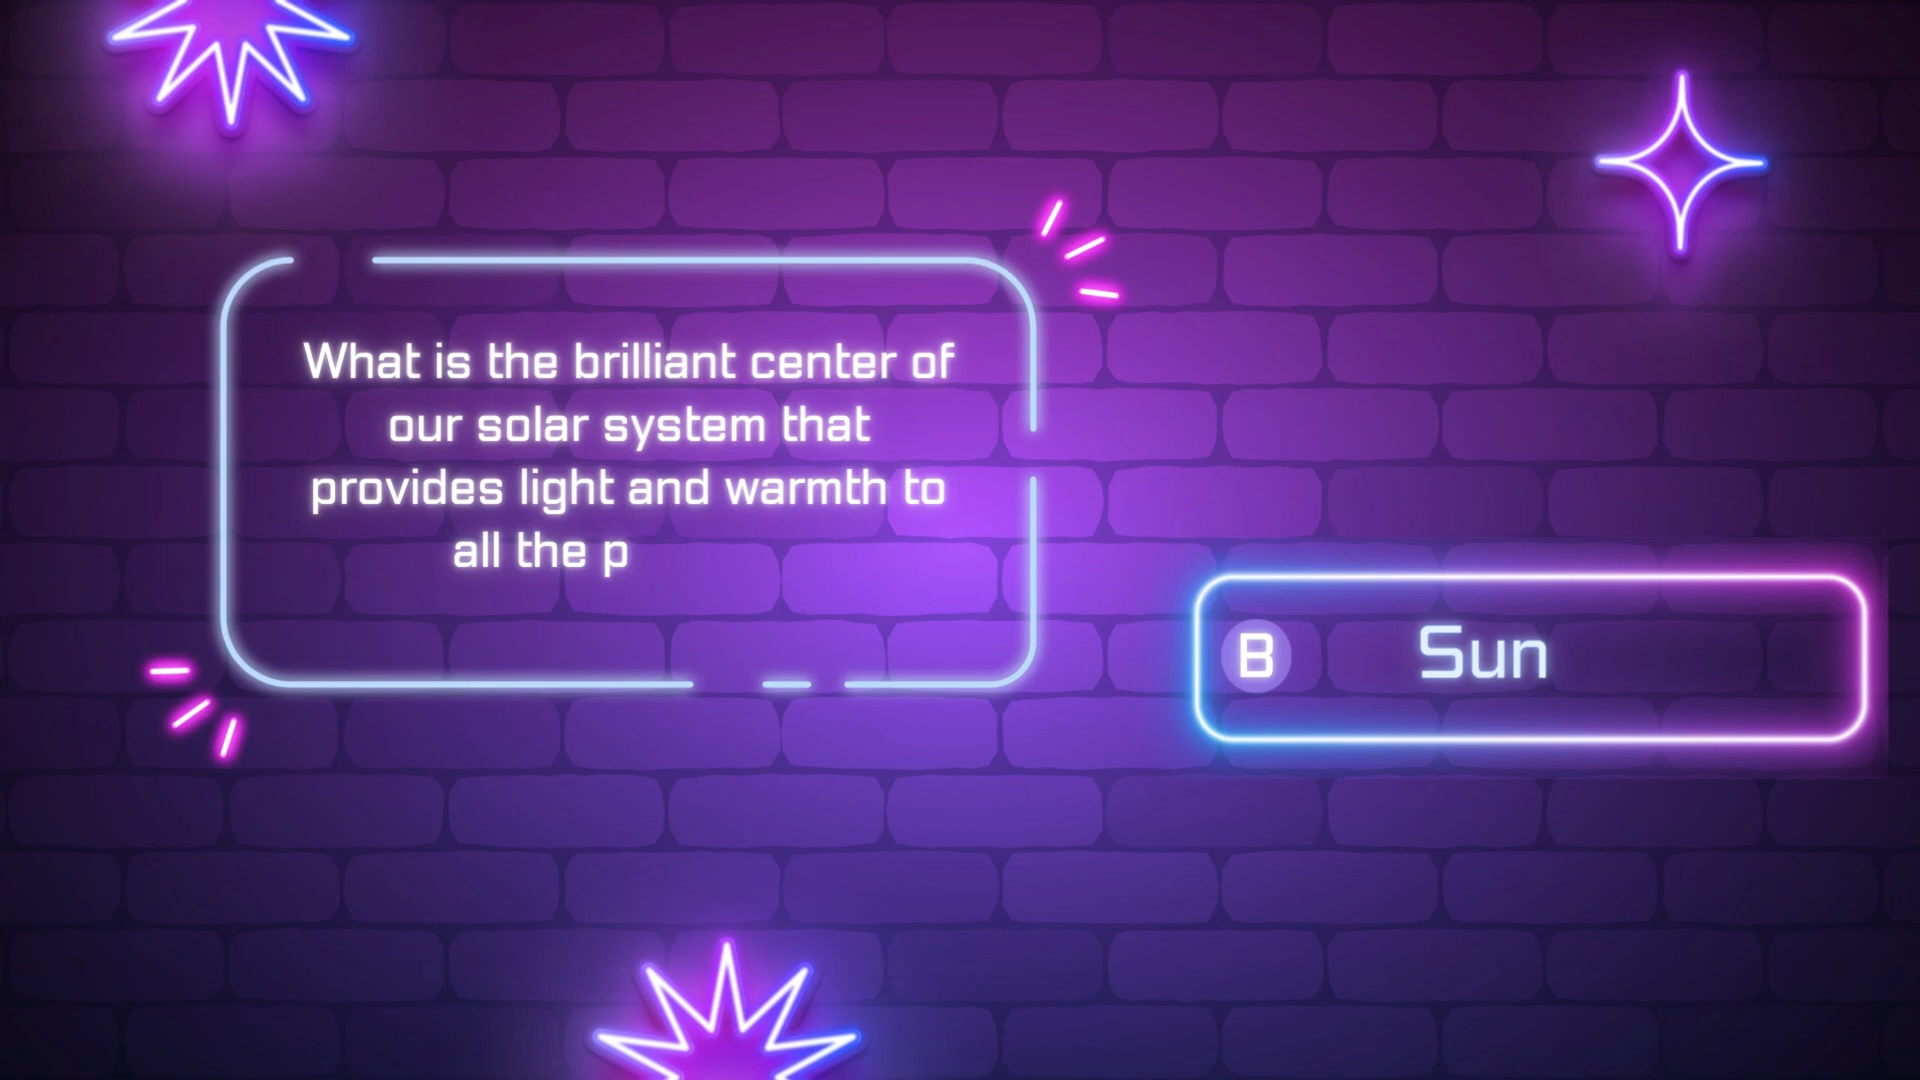 What is the brilliant center of
our solar system that
provides light and warmth to
all the p
B Sun